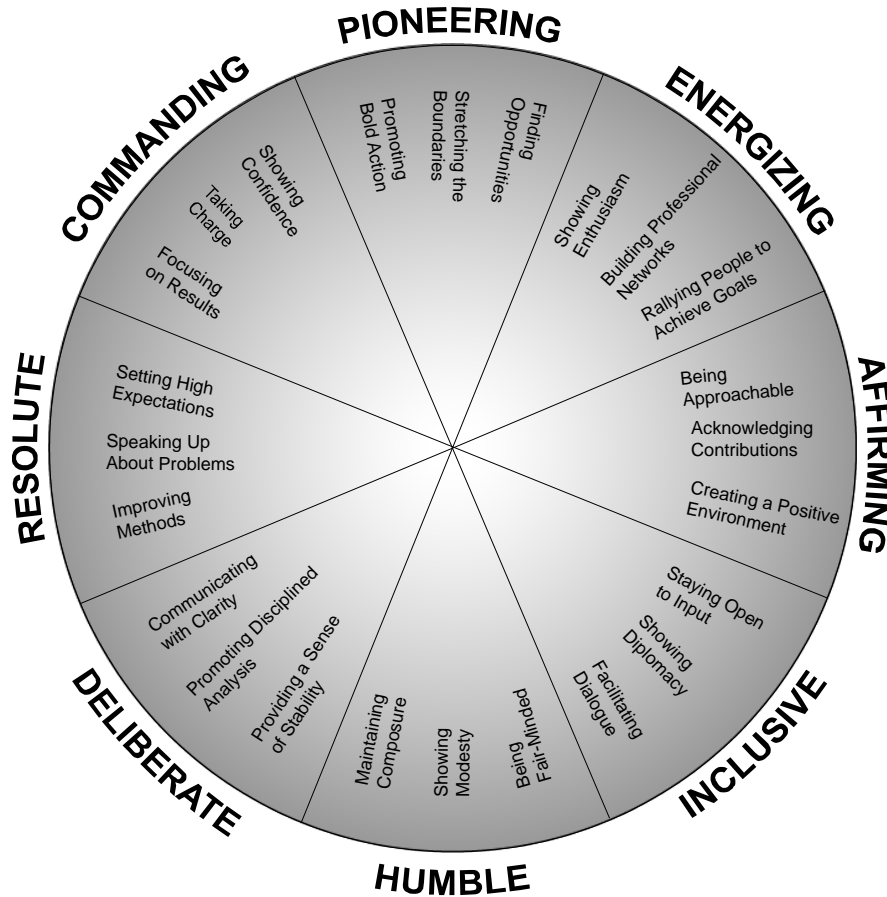 PIONEERING
Finding
Opportunities
Stretching the
Boundaries
Promoting
Bold Action
ENERGIZING
Showing
Enthusiasm
Building Professional
Networks
Rallying People to
Achieve Goals
AFFIRMING
Being
Approachable
Acknowledging
Contributions
Creating a Positive
Environment
INCLUSIVE
Staying Open
to Input
Showing
Diplomacy
Facilitating
Dialogue
HUMBLE
Being
Fair-Minded
Showing
Modesty
Maintaining
Composure
DELIBERATE
Providing a Sense
of Stability
Promoting Disciplined
Analysis
Communicating
with Clarity
RESOLUTE
Improving
Methods
Speaking Up
About Problems
Setting High
Expectations
COMMANDING
Focusing
on Results
Taking
Charge
Showing
Confidence